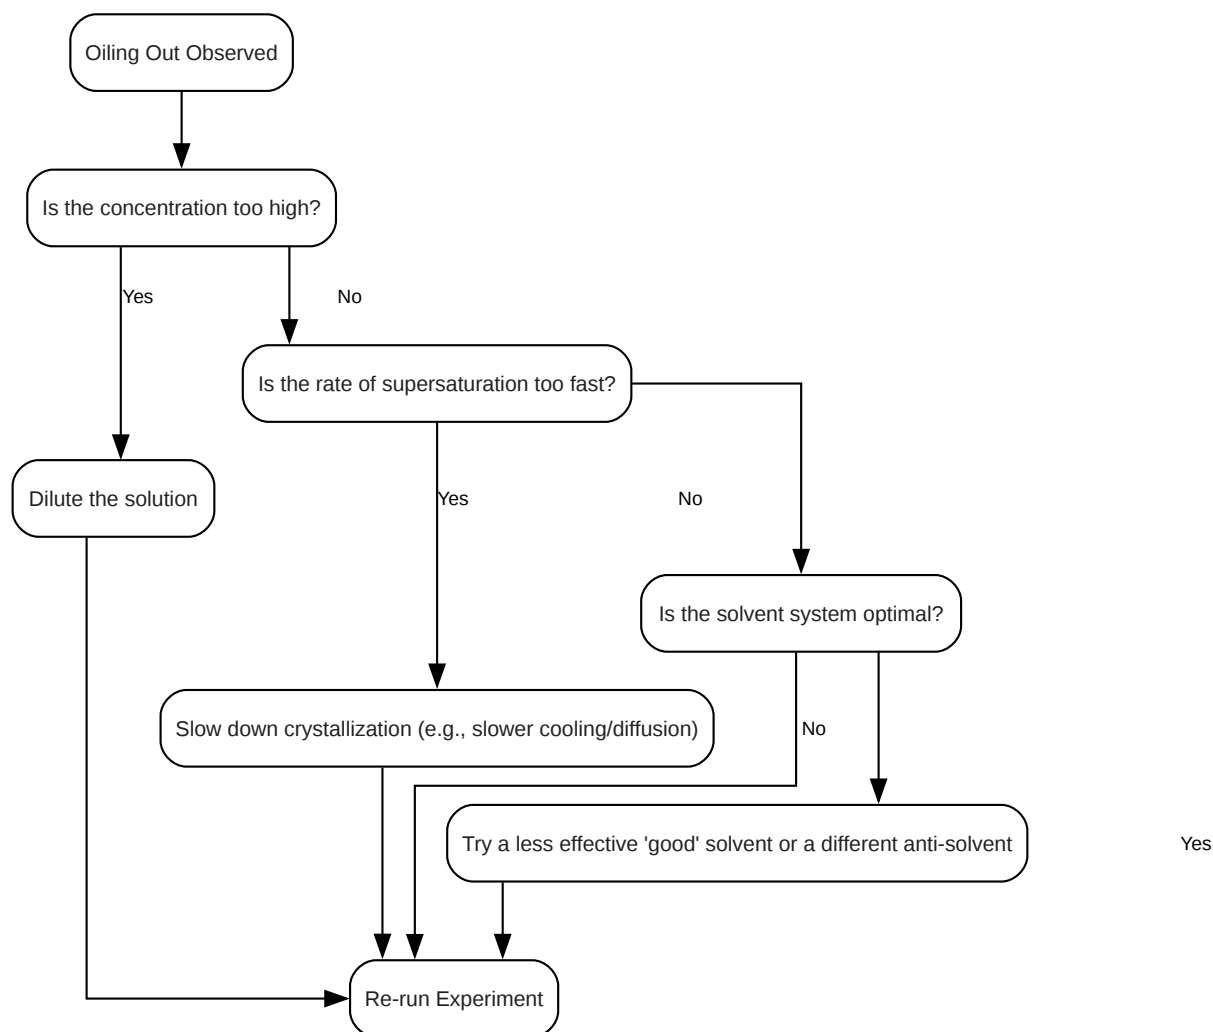 Oiling Out Observed
Is the concentration too high?
Yes
No
Is the rate of supersaturation too fast?
Dilute the solution
Yes
No
Is the solvent system optimal?
Slow down crystallization (e.g., slower cooling/diffusion)
No
Try a less effective 'good' solvent or a different anti-solvent
Yes
Re-run Experiment